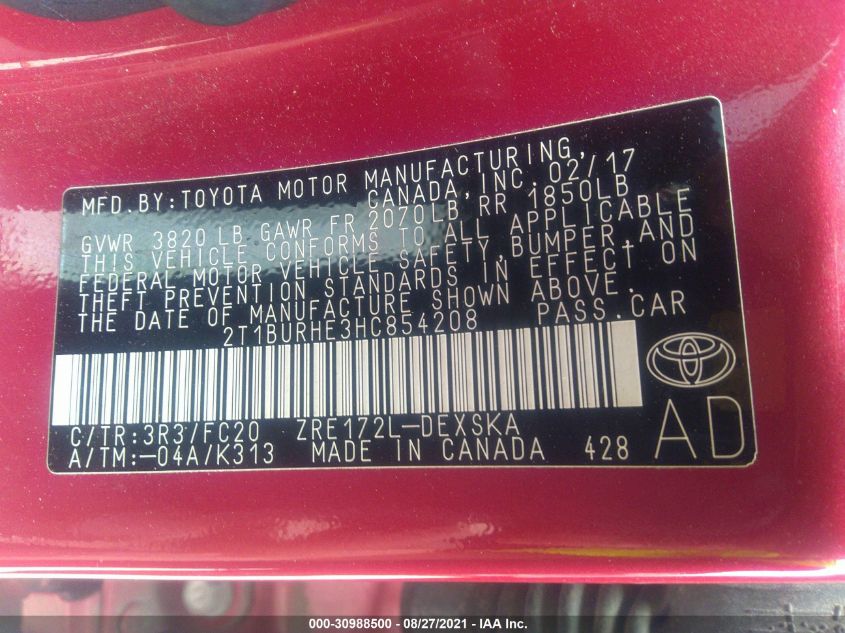 MFD. BY: TOYOTA MOTOR MANUFACTURING,
CANADA, INC. 02/17
GVWR 3820 LB GAWR FR 2070LB RR 1850LB
THIS VEHICLE CONFORMS TO ALL APPLICABLE
FEDERAL MOTOR VEHICLE SAFETY, BUMPER, AND
THEFT PREVENTION STANDARDS IN EFFECT ON
THE DATE OF MANUFACTURE SHOWN ABOVE.
2T1BURHE3HC854208 PASS. CAR
C/TR: 3R3/FC20 ZRE172L-DEXSKA
A/TM: -04A/K313 MADE IN CANADA 428
AD
000-30988500 - 08/27/2021 - IAA Inc.